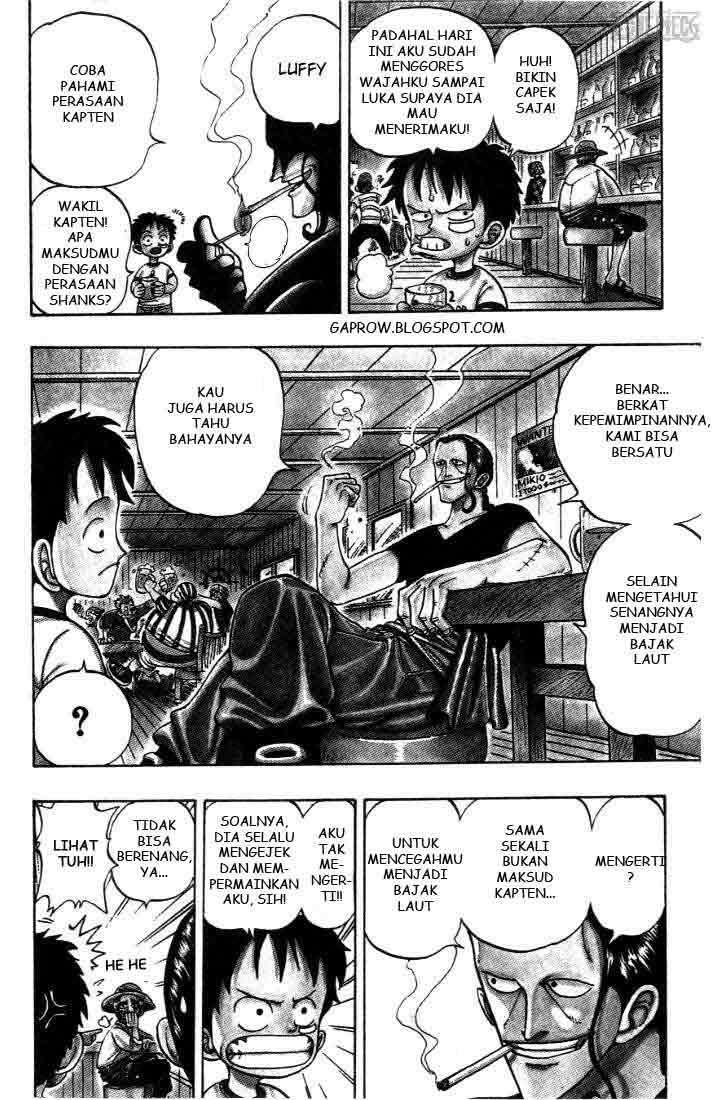 HUH!
BIKIN
CAPEK
SAJA!
PADAHAL HARI
INI AKU SUDAH
MENGGORES
WAJAHKU SAMPAI
LUKA SUPAYA DIA
MAU
MENERIMAKU!
LUFFY
COBA
PAHAMI
PERASAAN
KAPTEN
WAKIL
KAPTEN!
APA
MAKSUDMU
DENGAN
PERASAAN
SHANKS?
GAPROW.BLOGSPOT.COM
BENAR...
BERKAT
KEPEMIMPINANNYA,
KAMI BISA
BERSATU
SELAIN
MENGETAHUI
SENANGNYA
MENJADI
BAJAK
LAUT
KAU
JUGA HARUS
TAHU
BAHAYANYA
?
WANTED
MIKIO
ITOOO
MENGERTI
?
SAMA
SEKALI
BUKAN
MAKSUD
KAPTEN...
UNTUK
MENCEGAHMU
MENJADI
BAJAK
LAUT
AKU
TAK
ME-
NGER-
TI!!
SOALNYA,
DIA SELALU
MENGEJEK
DAN MEM-
PERMAINKAN
AKU, SIH!
TIDAK
BISA
BERENANG,
YA...
LIHAT
TUH!!
HE HE